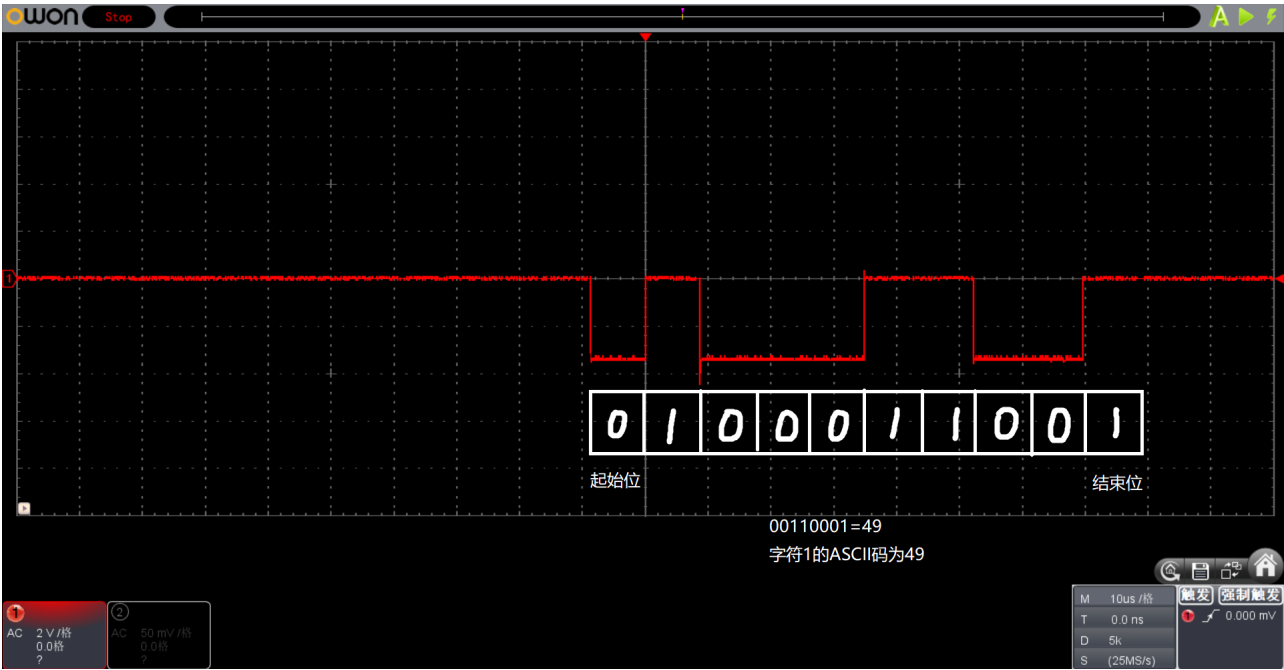 owon Stop A
1
0 1 0 0 0 1 1 0 0 1
起始位 结束位
00110001=49
字符1的ASCII码为49
1 2
AC 2 V /格 AC 50 mV /格
0.0格 0.0格
? ?
M 10us /格 触发 强制触发
T 0.0 ns 1 0.000 mV
D 5k
S (25MS/s)